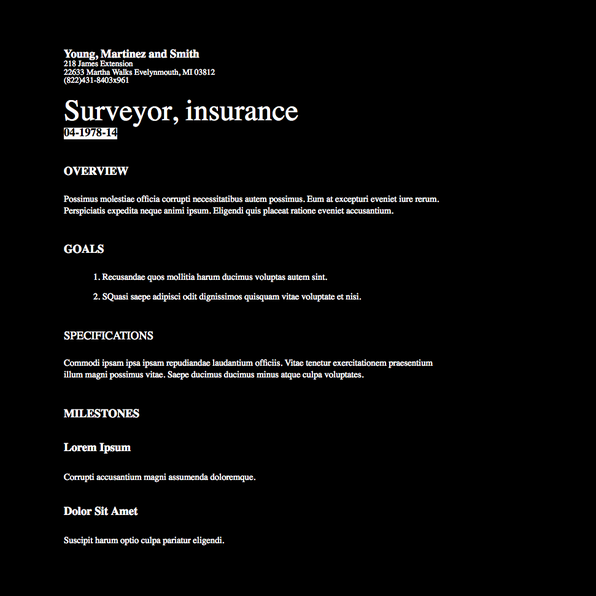 Young, Martinez and Smith
218 James Extension
22633 Martha Walks Evelynmouth, MI 03812
(822)431-8403x961
Surveyor, insurance
04-1978-14
OVERVIEW
Possimus molestiae officia corrupti necessitatibus autem possimus. Eum at excepturi eveniet iure rerum.
Perspiciatis expedita neque animi ipsum. Eligendi quis placeat ratione eveniet accusantium.
GOALS
1. Recusandae quos mollitia harum ducimus voluptas autem sint.
2. SQuasi saepe adipisci odit dignissimos quisquam vitae voluptate et nisi.
SPECIFICATIONS
Commodi ipsam ipsa ipsam repudiandae laudantium officiis. Vitae tenetur exercitationem praesentium
illum magni possimus vitae. Saepe ducimus ducimus minus atque culpa voluptates.
MILESTONES
Lorem Ipsum
Corrupti accusantium magni assumenda doloremque.
Dolor Sit Amet
Suscipit harum optio culpa pariatur eligendi.